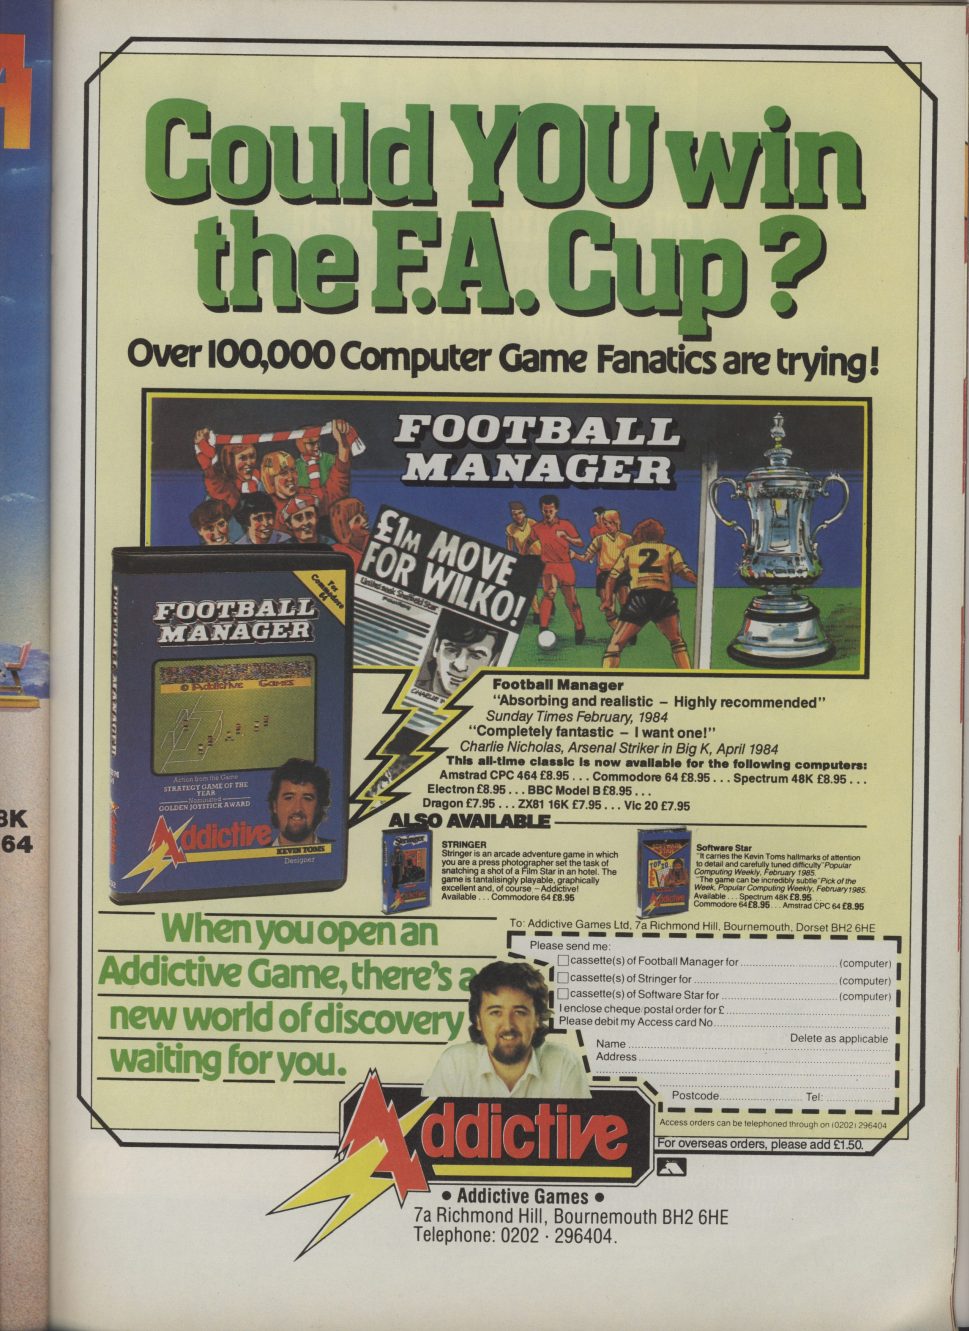 8K
64
Could YOU win
the F.A. Cup?
Over 100,000 Computer Game Fanatics are trying!
FOOTBALL
MANAGER
£1M MOVE
FOR WILKO!
2
CHARLIE
For
Commodore
64
FOOTBALL
MANAGER
FOOTBALL MANAGER
© Addictive Games
Action from the Game
STRATEGY GAME OF THE
YEAR
Nominated
GOLDEN JOYSTICK AWARD
Addictive
KEVIN TOMS
Designer
Football Manager
"Absorbing and realistic – Highly recommended"
Sunday Times February, 1984
"Completely fantastic – I want one!"
Charlie Nicholas, Arsenal Striker in Big K, April 1984
This all-time classic is now available for the following computers:
Amstrad CPC 464 £8.95 . . . Commodore 64 £8.95 . . . Spectrum 48K £8.95 . . .
Electron £8.95 . . . BBC Model B £8.95 . . .
Dragon £7.95 . . . ZX81 16K £7.95 . . . Vic 20 £7.95
ALSO AVAILABLE
STRINGER
Stringer is an arcade adventure game in which
you are a press photographer set the task of
snatching a shot of a Film Star in an hotel. The
game is tantalisingly playable, graphically
excellent and, of course – Addictive!
Available . . . Commodore 64 £8.95
Software Star
"It carries the Kevin Toms hallmarks of attention
to detail and carefully tuned difficulty" Popular
Computing Weekly, February 1985.
"The game can be incredibly subtle" Pick of the
Week, Popular Computing Weekly, February 1985.
Available . . . Spectrum 48K £8.95
Commodore 64 £8.95 . . . Amstrad CPC 64 £8.95
When you open an
Addictive Game, there's a
new world of discovery
waiting for you.
To: Addictive Games Ltd, 7a Richmond Hill, Bournemouth, Dorset BH2 6HE
Please send me:
cassette(s) of Football Manager for (computer)
cassette(s) of Stringer for (computer)
cassette(s) of Software Star for (computer)
I enclose cheque/postal order for £
Please debit my Access card No
Delete as applicable
Name
Address
Postcode Tel:
Access orders can be telephoned through on (0202) 296404
For overseas orders, please add £1.50.
Addictive
• Addictive Games •
7a Richmond Hill, Bournemouth BH2 6HE
Telephone: 0202 · 296404.